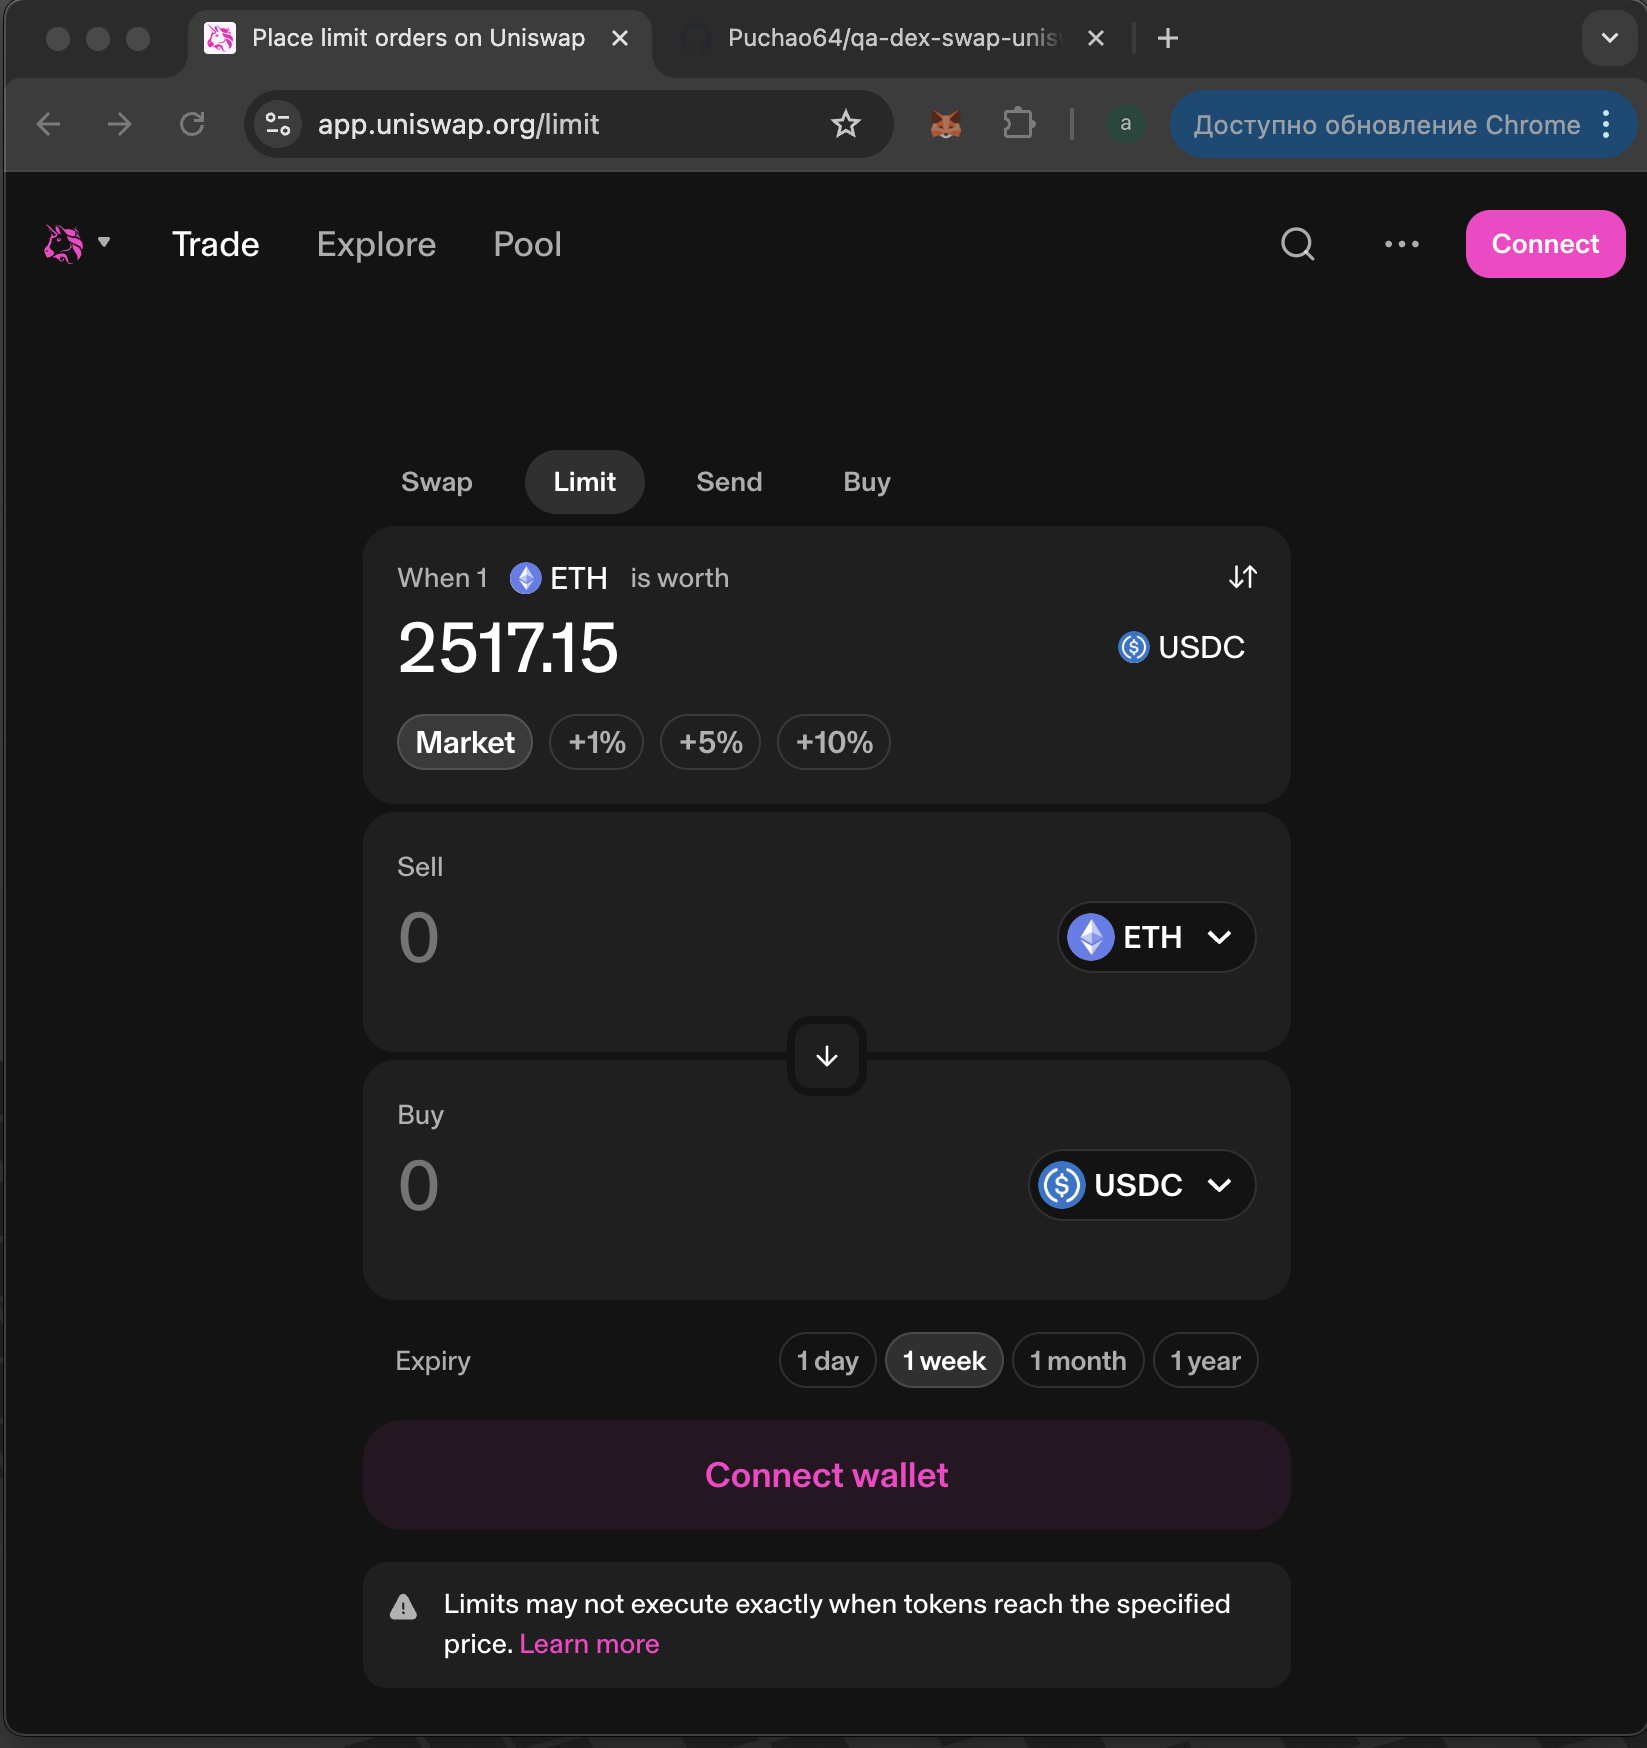 Place limit orders on Uniswap
Puchao64/qa-dex-swap-unis
app.uniswap.org/limit
a
Доступно обновление Chrome
Trade
Explore
Pool
Connect
Swap
Limit
Send
Buy
When 1 ETH is worth
2517.15
USDC
Market
+1%
+5%
+10%
Sell
0
ETH
Buy
0
USDC
Expiry
1 day
1 week
1 month
1 year
Connect wallet
Limits may not execute exactly when tokens reach the specified
price. Learn more